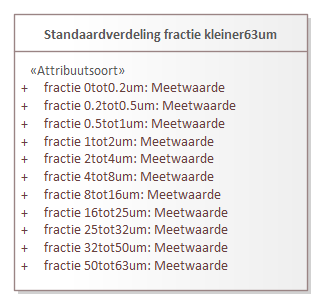 Standaardverdeling fractie kleiner63um
«Attribuutsoort»
+ fractie 0tot0.2um: Meetwaarde
+ fractie 0.2tot0.5um: Meetwaarde
+ fractie 0.5tot1um: Meetwaarde
+ fractie 1tot2um: Meetwaarde
+ fractie 2tot4um: Meetwaarde
+ fractie 4tot8um: Meetwaarde
+ fractie 8tot16um: Meetwaarde
+ fractie 16tot25um: Meetwaarde
+ fractie 25tot32um: Meetwaarde
+ fractie 32tot50um: Meetwaarde
+ fractie 50tot63um: Meetwaarde